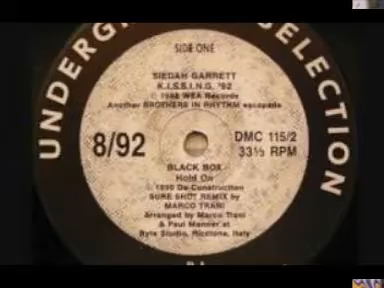 UNDERGR
SELECTION
SIDE ONE
SIEDAH GARRETT
K.I.S.S.I.N.G. '92
© 1988 WEA Records
Another BROTHERS IN RHYTHM escapade
8/92
DMC 115/2
33⅓ RPM
BLACK BOX
Hold On
© 1990 De-Construction
SURE SHOT REMIX by
MARCO TRANI
Arranged by Marco Trani
& Paul Manner at
Byte Studio, Riccione, Italy